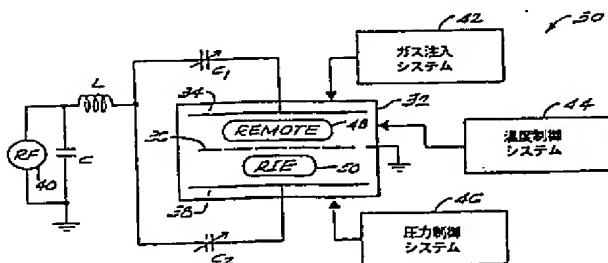 42
30
ガス注入
システム
L
C₁
34
32
REMOTE
48
36
RIE
50
38
RF
40
C
44
温度制御
システム
46
圧力制御
システム
C₂